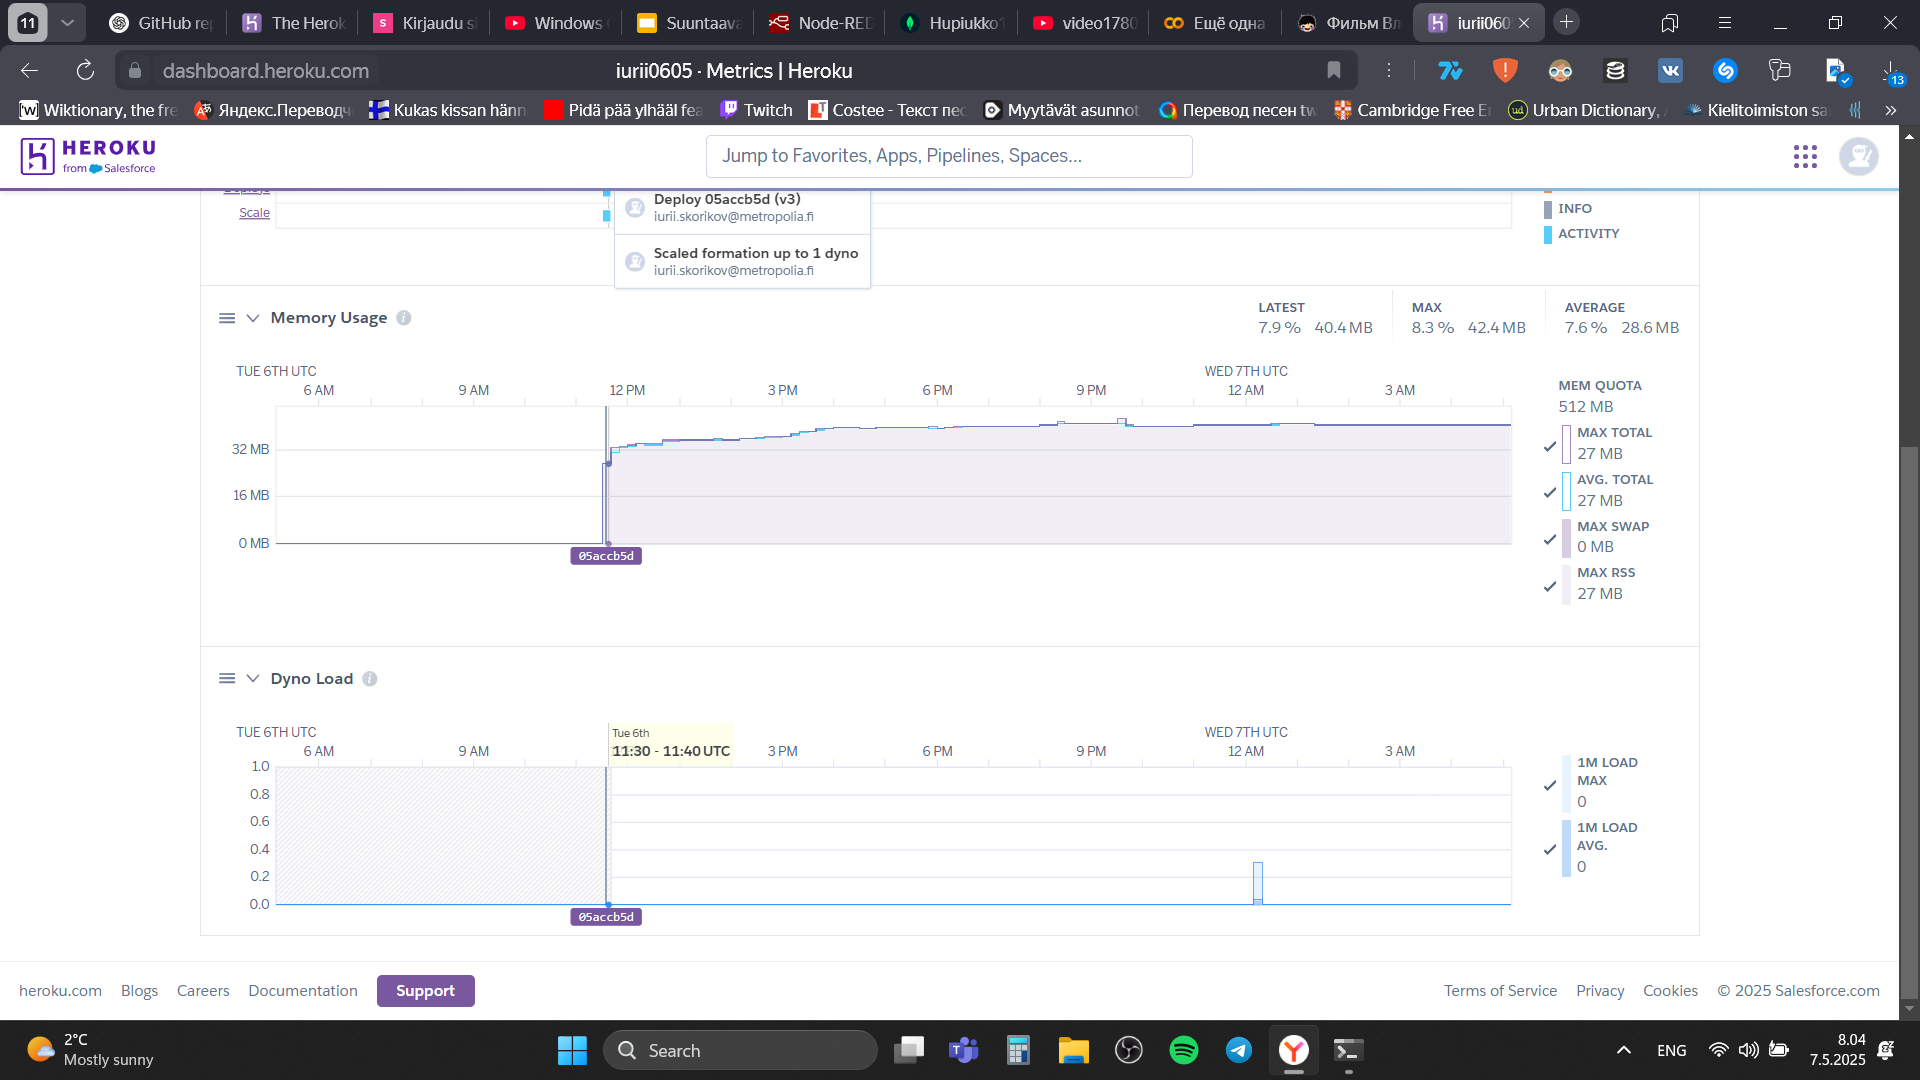 11
GitHub rep
The Herok
Kirjaudu si
Windows
Suuntaava
Node-RED
Hupiukko1
video1780
Ещё одна
Фильм Вл
iurii060
dashboard.heroku.com
iurii0605 · Metrics | Heroku
13
Wiktionary, the fre
Яндекс.Переводч
Kukas kissan hänn
Pidä pää ylhääl fea
Twitch
Costee - Текст пес
Myytävät asunnot
Перевод песен tw
Cambridge Free E
Urban Dictionary,
Kielitoimiston sa
»
HEROKU
from Salesforce
Jump to Favorites, Apps, Pipelines, Spaces...
Deploys
Scale
Deploy 05accb5d (v3)
iurii.skorikov@metropolia.fi
Scaled formation up to 1 dyno
iurii.skorikov@metropolia.fi
INFO
ACTIVITY
Memory Usage
LATEST
7.9 % 40.4 MB
MAX
8.3 % 42.4 MB
AVERAGE
7.6 % 28.6 MB
TUE 6TH UTC
WED 7TH UTC
6 AM 9 AM 12 PM 3 PM 6 PM 9 PM 12 AM 3 AM
32 MB
16 MB
0 MB
05accb5d
MEM QUOTA
512 MB
MAX TOTAL
27 MB
AVG. TOTAL
27 MB
MAX SWAP
0 MB
MAX RSS
27 MB
Dyno Load
TUE 6TH UTC
Tue 6th
WED 7TH UTC
6 AM 9 AM 11:30 - 11:40 UTC 3 PM 6 PM 9 PM 12 AM 3 AM
1.0
0.8
0.6
0.4
0.2
0.0
05accb5d
1M LOAD
MAX
0
1M LOAD
AVG.
0
heroku.com Blogs Careers Documentation Support
Terms of Service Privacy Cookies © 2025 Salesforce.com
2°C
Mostly sunny
Search
ENG
8.04
7.5.2025